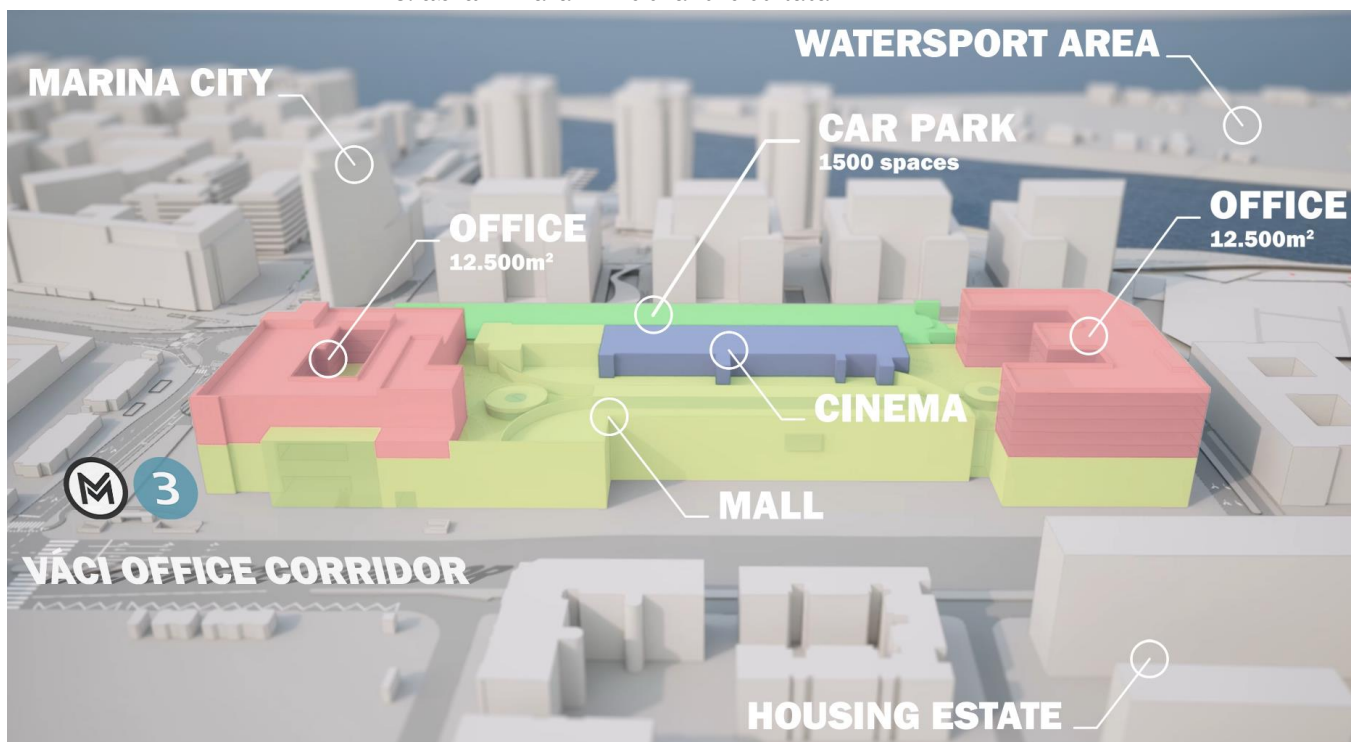 WATERSPORT AREA
MARINA CITY
CAR PARK
1500 spaces
OFFICE
12.500m²
OFFICE
12.500m²
CINEMA
MALL
M 3
VACI OFFICE CORRIDOR
HOUSING ESTATE